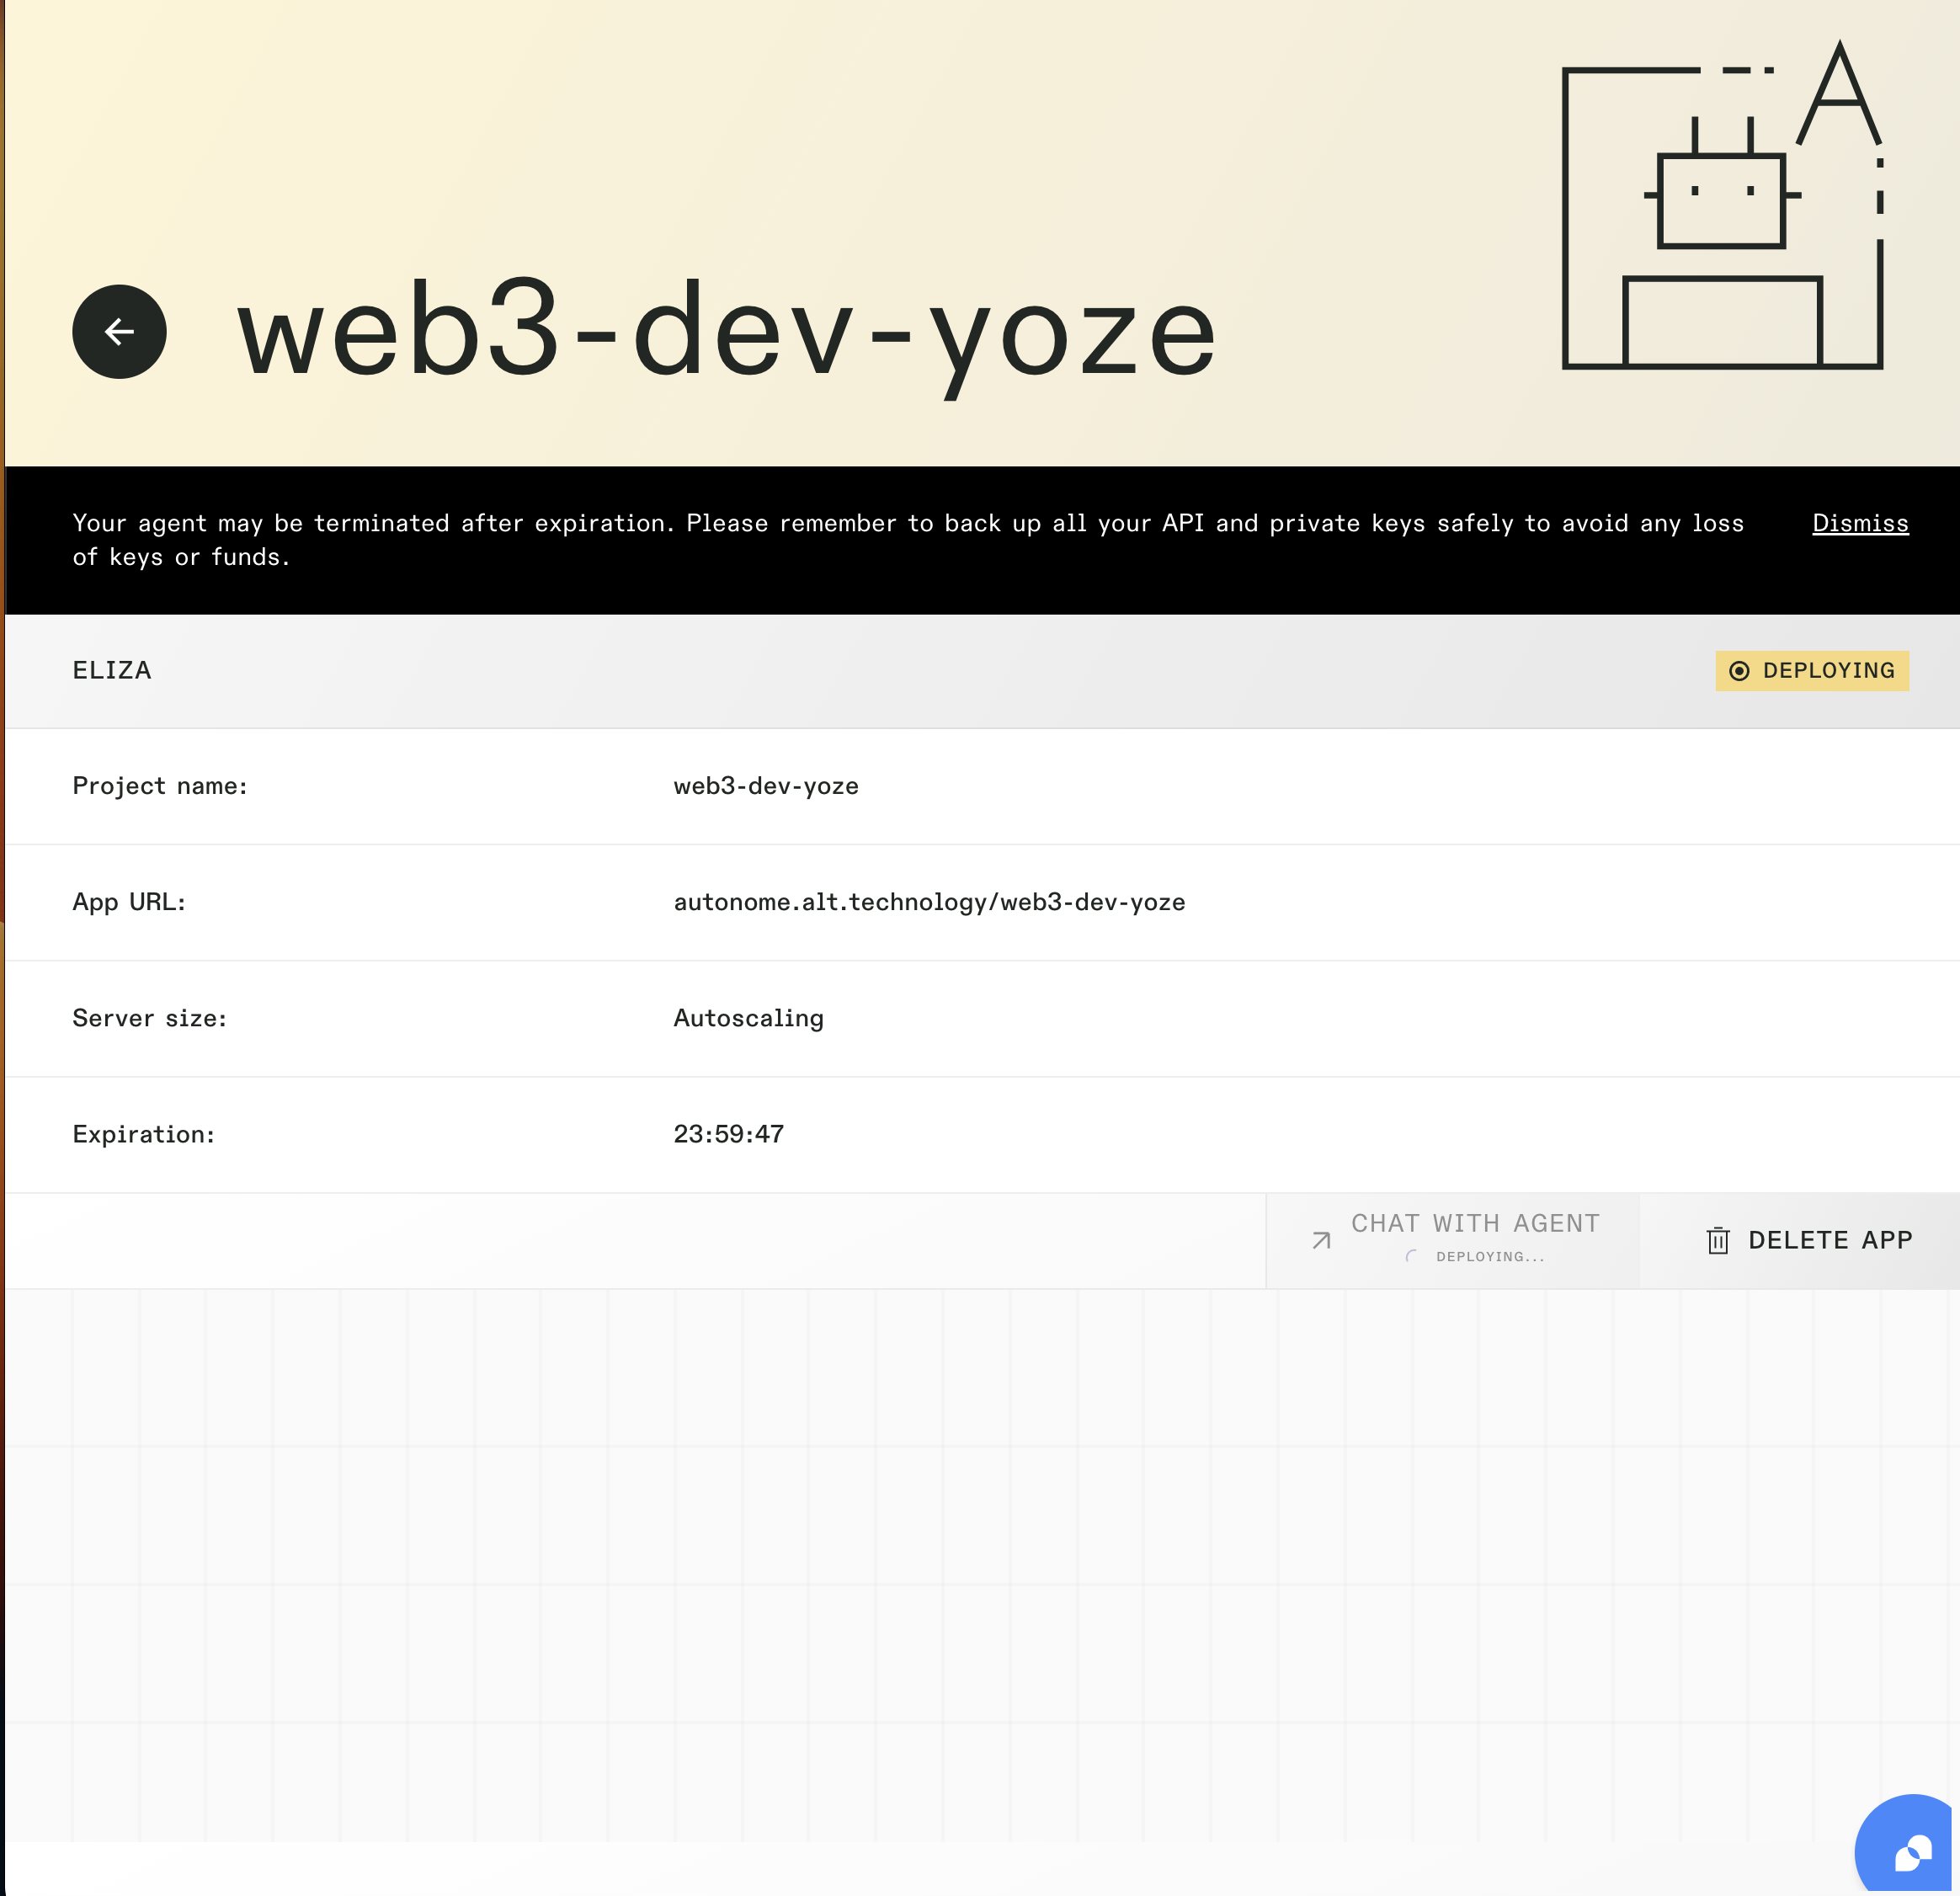 web3-dev-yoze
Your agent may be terminated after expiration. Please remember to back up all your API and private keys safely to avoid any loss
of keys or funds.
Dismiss
ELIZA
DEPLOYING
Project name:
web3-dev-yoze
App URL:
autonome.alt.technology/web3-dev-yoze
Server size:
Autoscaling
Expiration:
23:59:47
CHAT WITH AGENT
DEPLOYING...
DELETE APP